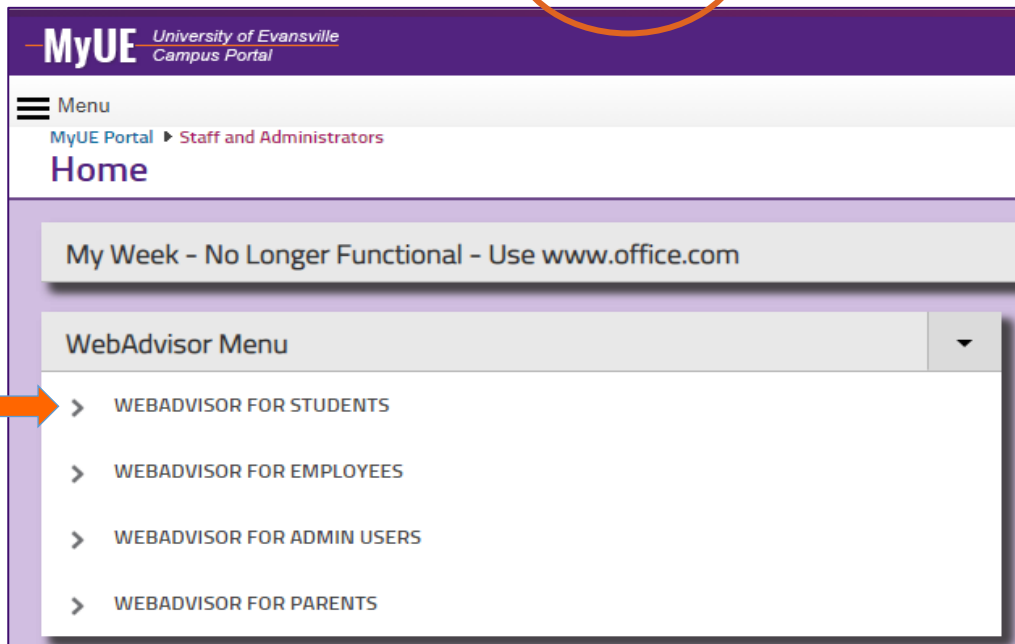 MyUE University of Evansville
Campus Portal
Menu
MyUE Portal Staff and Administrators
Home
My Week - No Longer Functional - Use www.office.com
WebAdvisor Menu
WEBADVISOR FOR STUDENTS
WEBADVISOR FOR EMPLOYEES
WEBADVISOR FOR ADMIN USERS
WEBADVISOR FOR PARENTS